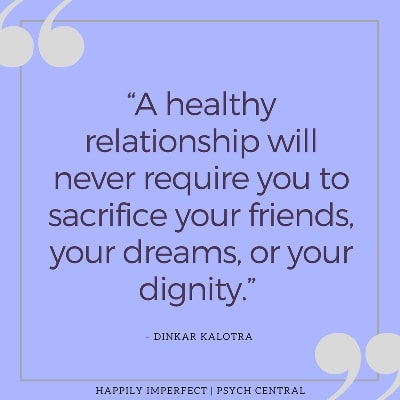 “A healthy
relationship will
never require you to
sacrifice your friends,
your dreams, or your
dignity.”
- DINKAR KALOTRA
HAPPILY IMPERFECT | PSYCH CENTRAL